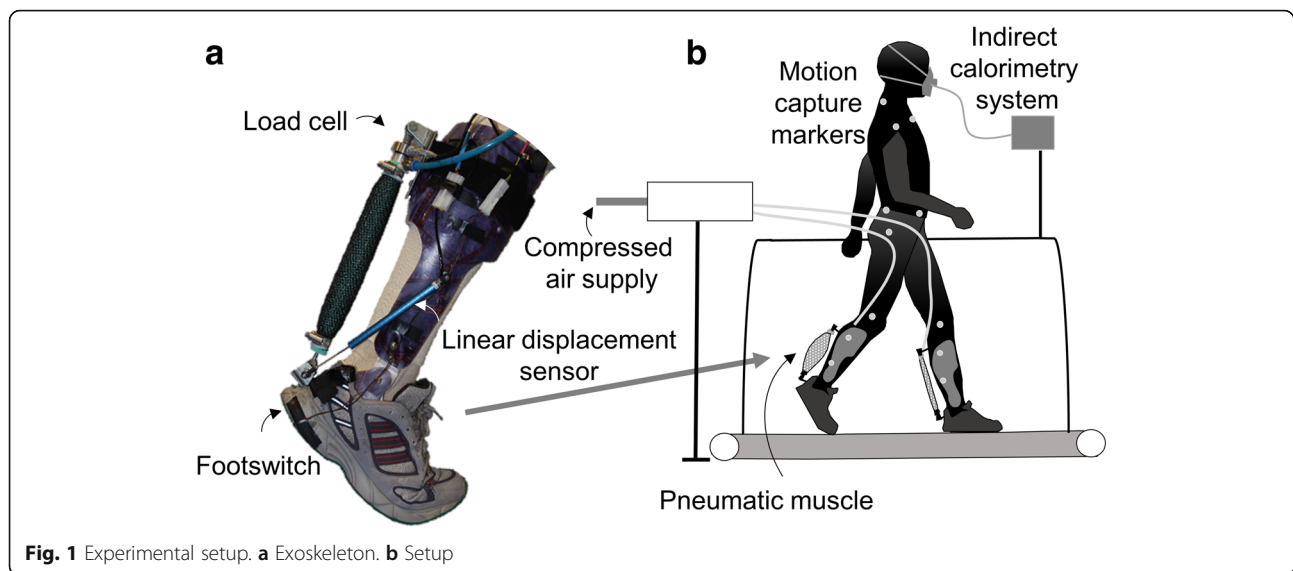 a
Load cell
Linear displacement
sensor
Footswitch
b
Motion
capture
markers
Indirect
calorimetry
system
Compressed
air supply
Pneumatic muscle
Fig. 1 Experimental setup. a Exoskeleton. b Setup